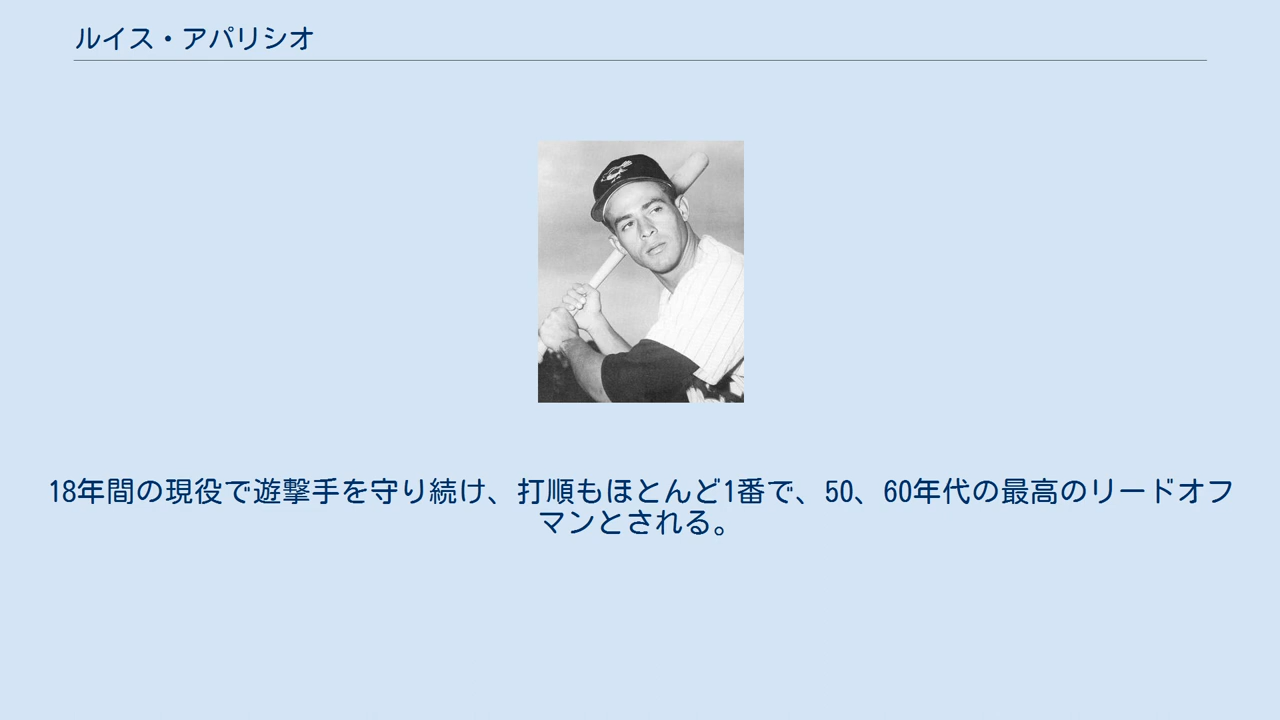 ルイス・アパリシオ
18年間の現役で遊撃手を守り続け、打順もほとんど1番で、50、60年代の最高のリードオフ
マンとされる。